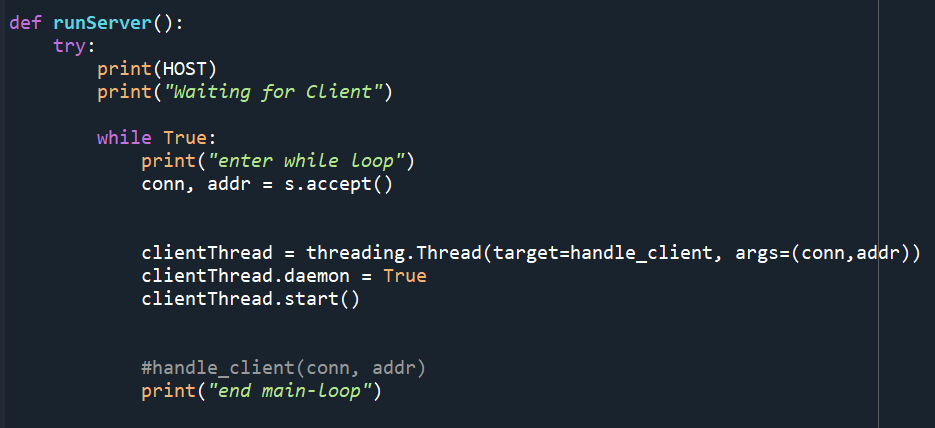 def runServer():
    try:
        print(HOST)
        print("Waiting for Client")
        while True:
            print("enter while loop")
            conn, addr = s.accept()
            clientThread = threading.Thread(target=handle_client, args=(conn,addr))
            clientThread.daemon = True
            clientThread.start()
            #handle_client(conn, addr)
            print("end main-loop")